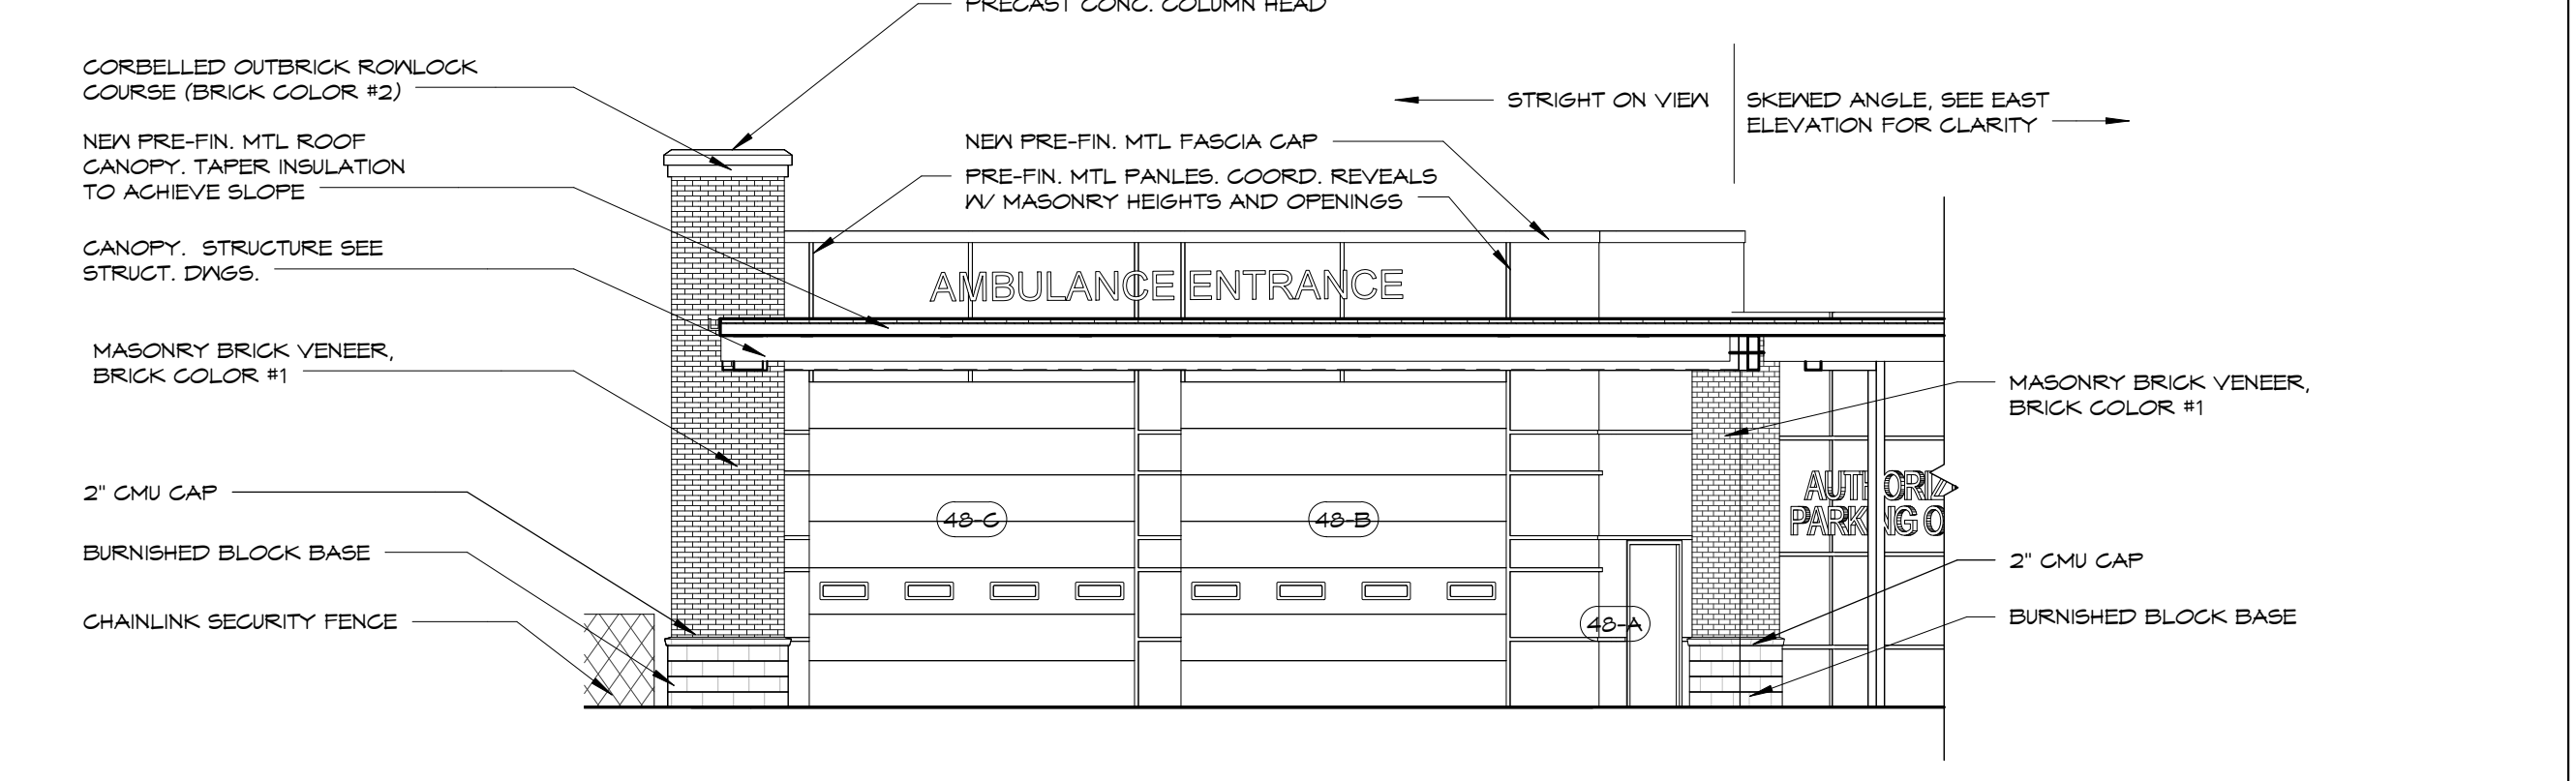 PRECAST CONC. COLUMN HEAD
CORBELLED OUTBRICK ROWLOCK
COURSE (BRICK COLOR #2)
NEW PRE-FIN. MTL ROOF
CANOPY. TAPER INSULATION
TO ACHIEVE SLOPE
CANOPY. STRUCTURE SEE
STRUCT. DWGS.
MASONRY BRICK VENEER,
BRICK COLOR #1
2" CMU CAP
BURNISHED BLOCK BASE
CHAINLINK SECURITY FENCE
STRIGHT ON VIEW
SKEWED ANGLE, SEE EAST
ELEVATION FOR CLARITY
NEW PRE-FIN. MTL FASCIA CAP
PRE-FIN. MTL PANLES. COORD. REVEALS
W/ MASONRY HEIGHTS AND OPENINGS
AMBULANCE ENTRANCE
48-C
48-B
48-A
AUTHORIZ
PARKING O
MASONRY BRICK VENEER,
BRICK COLOR #1
2" CMU CAP
BURNISHED BLOCK BASE